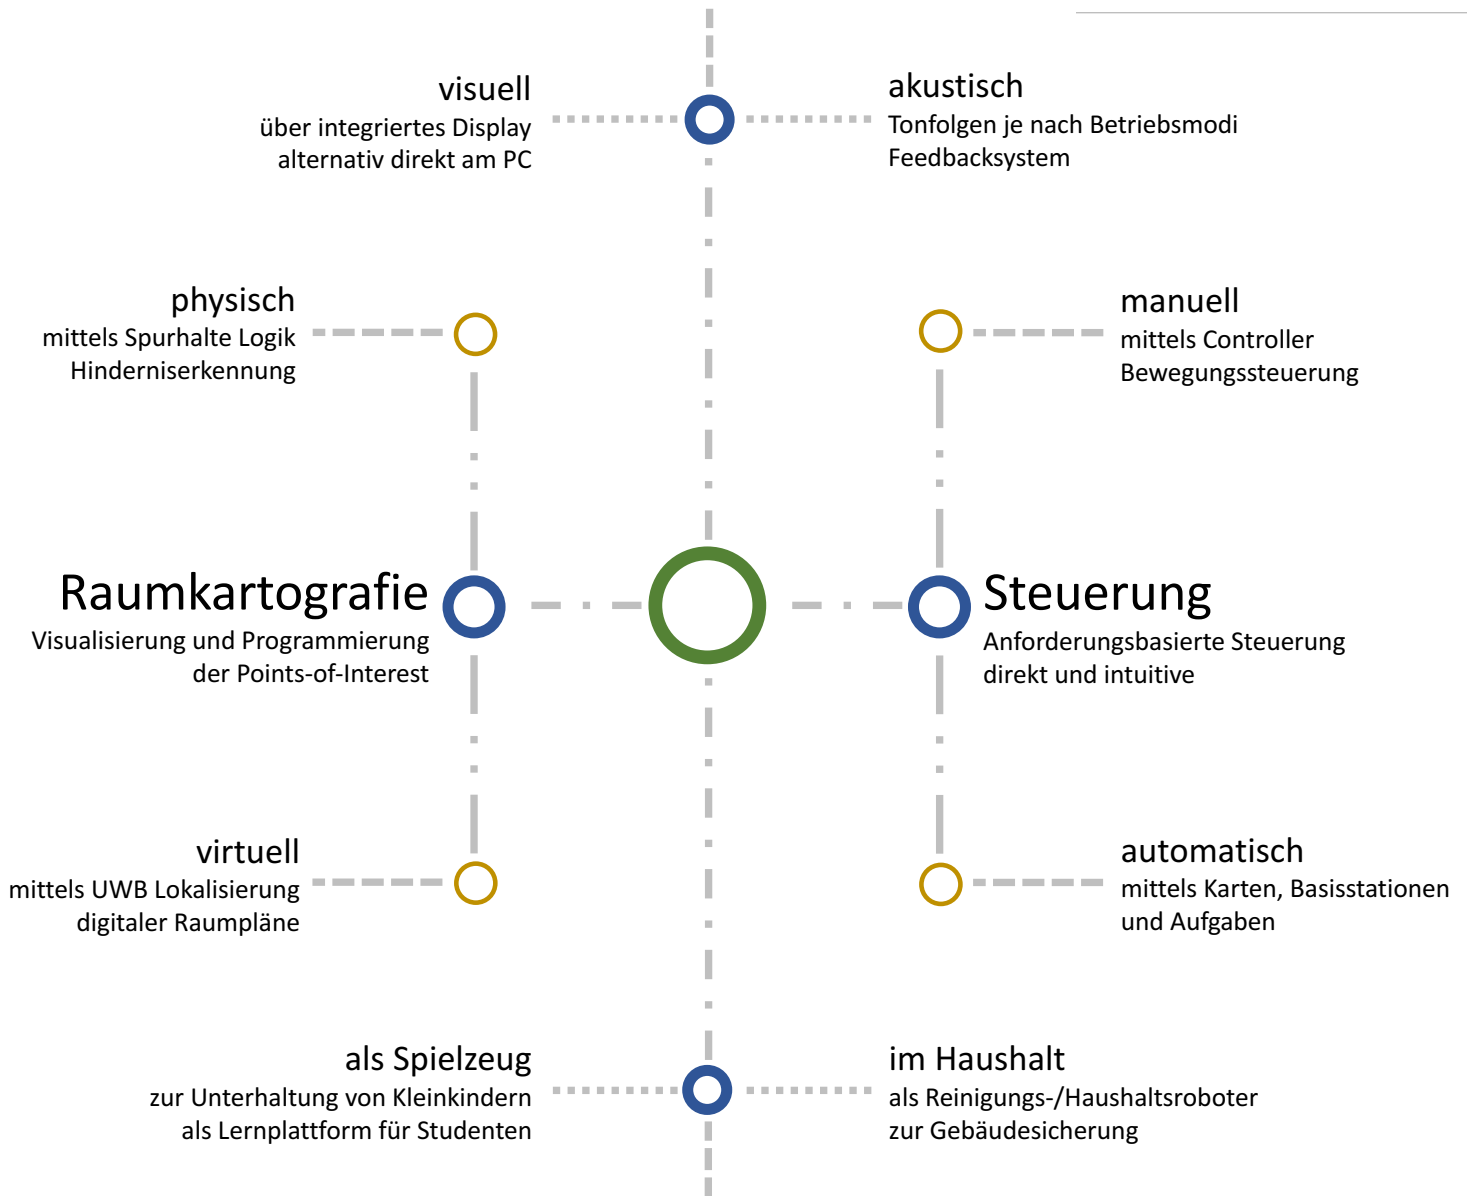 visuell
über integriertes Display
alternativ direkt am PC
akustisch
Tonfolgen je nach Betriebsmodi
Feedbacksystem
physisch
mittels Spurhalte Logik
Hinderniserkennung
manuell
mittels Controller
Bewegungssteuerung
Raumkartografie
Visualisierung und Programmierung
der Points-of-Interest
Steuerung
Anforderungsbasierte Steuerung
direkt und intuitive
virtuell
mittels UWB Lokalisierung
digitaler Raumpläne
automatisch
mittels Karten, Basisstationen
und Aufgaben
als Spielzeug
zur Unterhaltung von Kleinkindern
als Lernplattform für Studenten
im Haushalt
als Reinigungs-/Haushaltsroboter
zur Gebäudesicherung